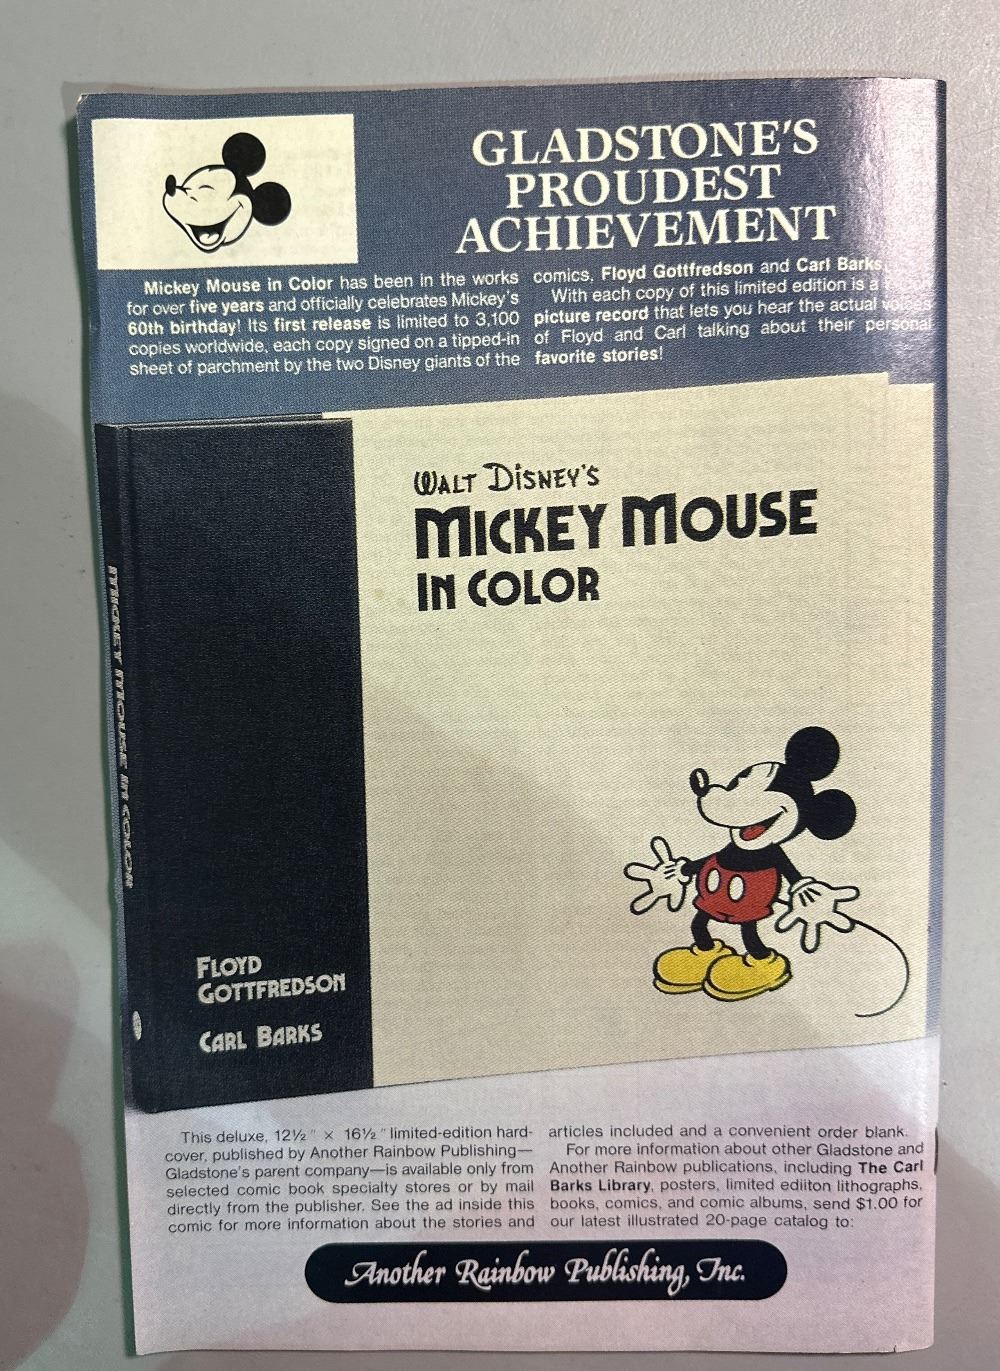 GLADSTONE'S
PROUDEST
ACHIEVEMENT
Mickey Mouse in Color has been in the works
for over five years and officially celebrates Mickey's
60th birthday! Its first release is limited to 3,100
copies worldwide, each copy signed on a tipped-in
sheet of parchment by the two Disney giants of the
comics, Floyd Gottfredson and Carl Barks.
With each copy of this limited edition is a
picture record that lets you hear the actual voices
of Floyd and Carl talking about their personal
favorite stories!
WALT DISNEY'S
MICKEY MOUSE
IN COLOR
MICKEY MOUSE IN COLOR
FLOYD
GOTTFREDSON
CARL BARKS
This deluxe, 12½" × 16½" limited-edition hard-
cover, published by Another Rainbow Publishing—
Gladstone's parent company—is available only from
selected comic book specialty stores or by mail
directly from the publisher. See the ad inside this
comic for more information about the stories and
articles included and a convenient order blank.
For more information about other Gladstone and
Another Rainbow publications, including The Carl
Barks Library, posters, limited ediiton lithographs,
books, comics, and comic albums, send $1.00 for
our latest illustrated 20-page catalog to:
Another Rainbow Publishing, Inc.